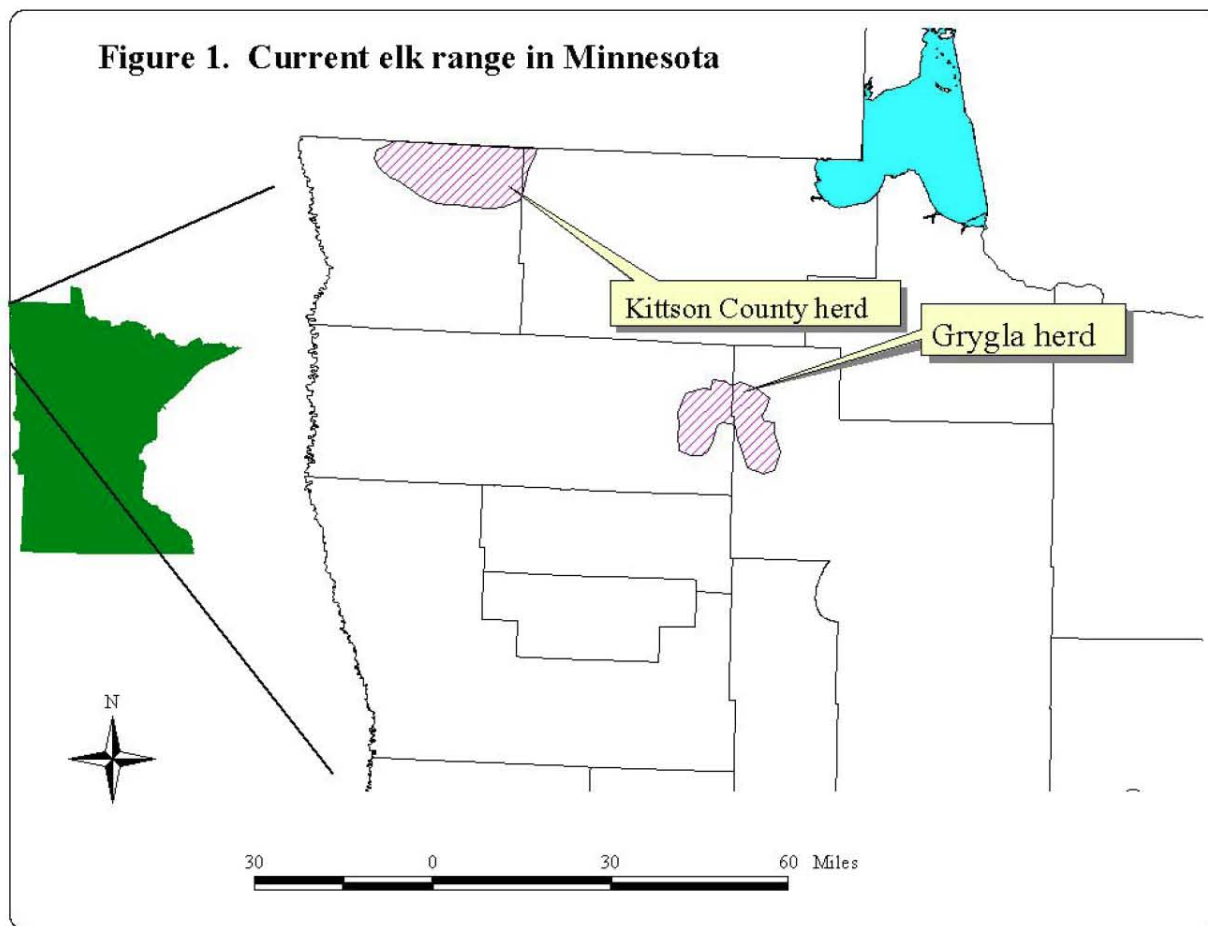 Figure 1.  Current elk range in Minnesota
Kittson County herd
Grygla herd
N
30 0 30 60 Miles